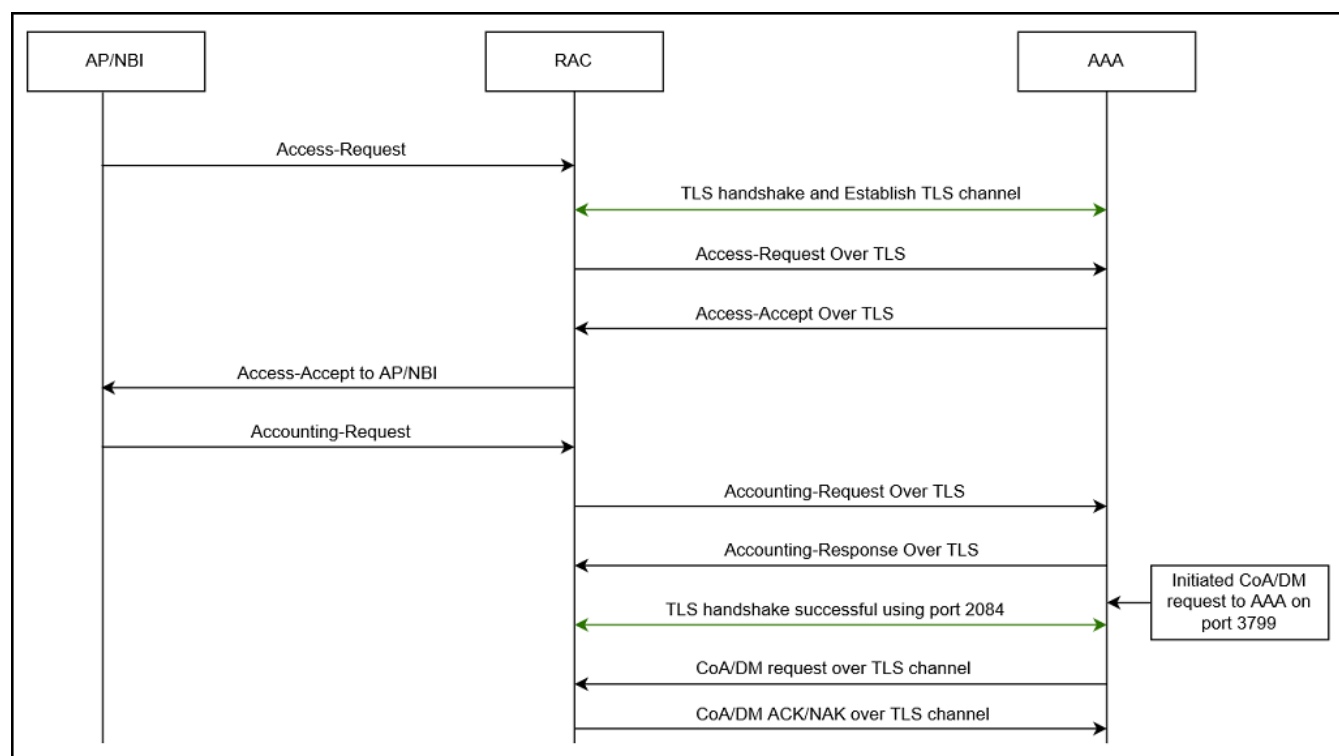 AP/NBI
RAC
AAA
Access-Request
TLS handshake and Establish TLS channel
Access-Request Over TLS
Access-Accept Over TLS
Access-Accept to AP/NBI
Accounting-Request
Accounting-Request Over TLS
Accounting-Response Over TLS
Initiated CoA/DM
request to AAA on
port 3799
TLS handshake successful using port 2084
CoA/DM request over TLS channel
CoA/DM ACK/NAK over TLS channel